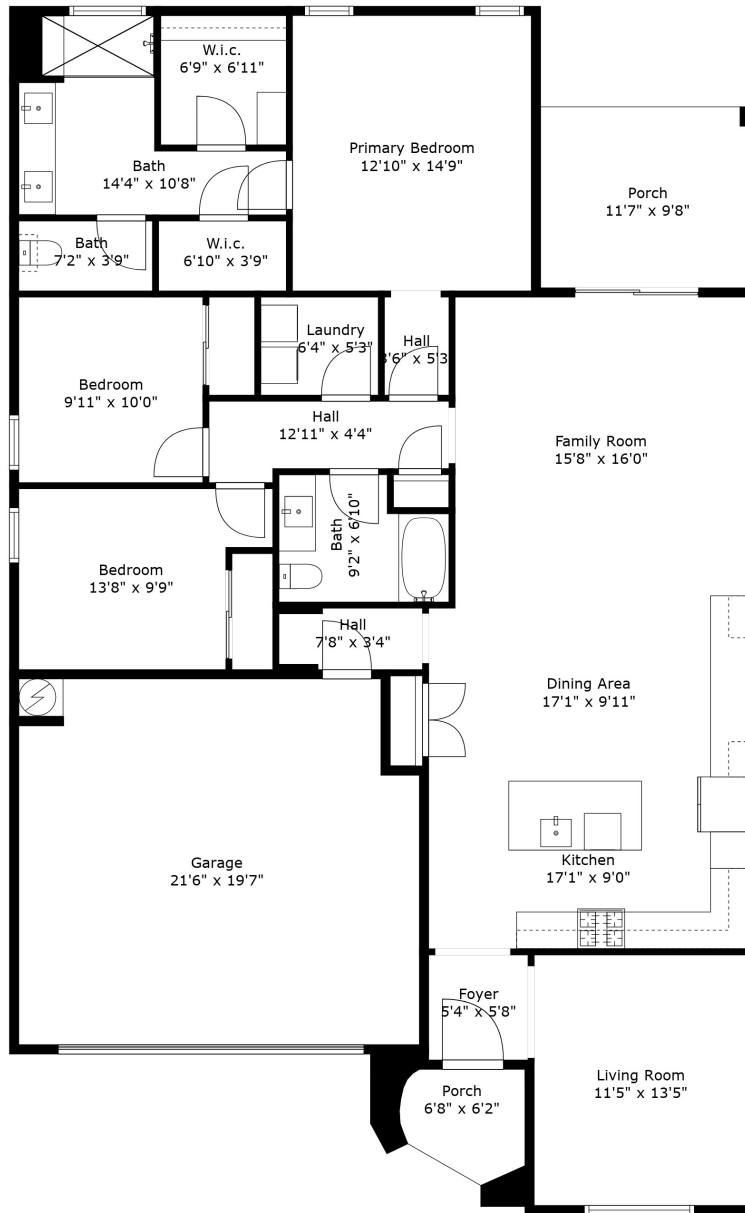 W.i.c.
6'9" x 6'11"
Primary Bedroom
12'10" x 14'9"
Bath
14'4" x 10'8"
Porch
11'7" x 9'8"
Bath
7'2" x 3'9"
W.i.c.
6'10" x 3'9"
Laundry
6'4" x 5'3"
Hall
3'6" x 5'3
Bedroom
9'11" x 10'0"
Hall
12'11" x 4'4"
Family Room
15'8" x 16'0"
Bath
9'2" x 6'10"
Bedroom
13'8" x 9'9"
Hall
7'8" x 3'4"
Dining Area
17'1" x 9'11"
Garage
21'6" x 19'7"
Kitchen
17'1" x 9'0"
Foyer
5'4" x 5'8"
Living Room
11'5" x 13'5"
Porch
6'8" x 6'2"